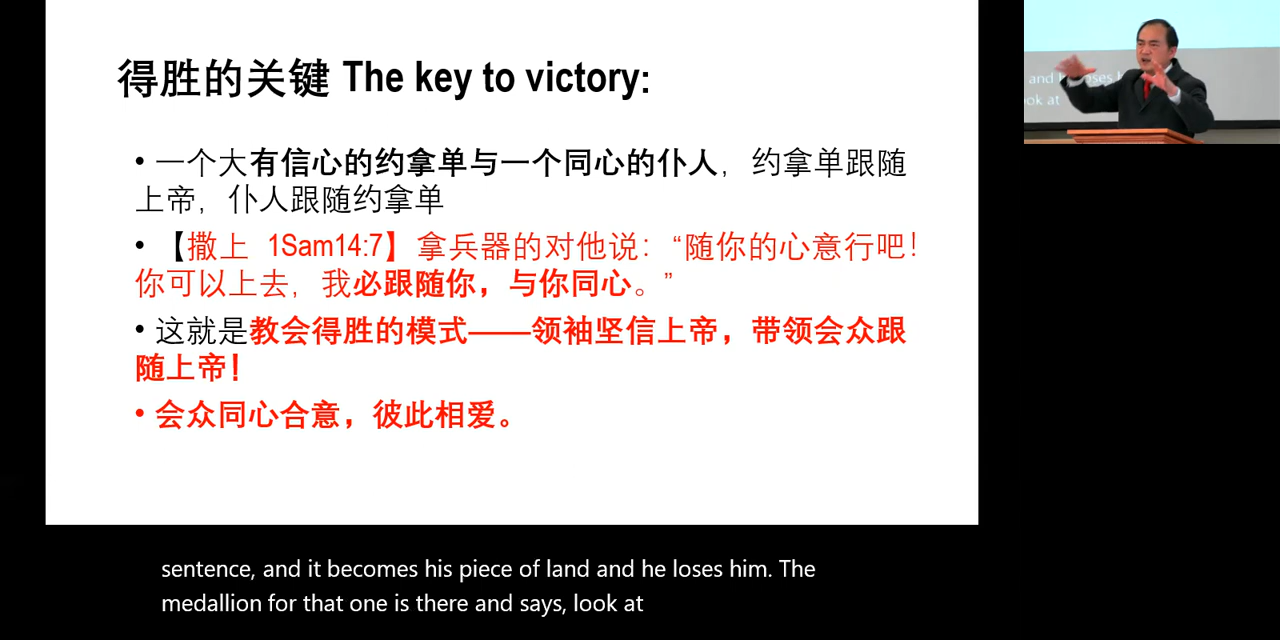 得胜的关键 The key to victory:
• 一个大有信心的约拿单与一个同心的仆人，约拿单跟随
上帝，仆人跟随约拿单
• 【撒上 1Sam14:7】拿兵器的对他说：“随你的心意行吧！
你可以上去，我必跟随你，与你同心。”
• 这就是教会得胜的模式——领袖坚信上帝，带领会众跟
随上帝！
• 会众同心合意，彼此相爱。
and
ook at
sentence, and it becomes his piece of land and he loses him. The
medallion for that one is there and says, look at